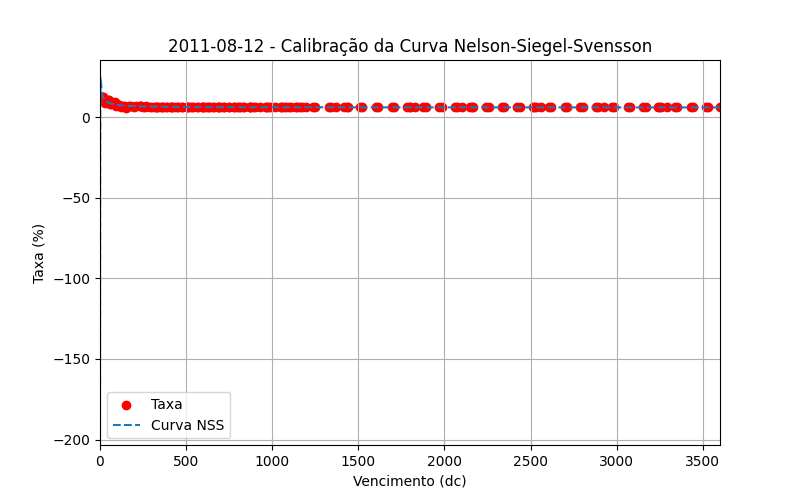 2011-08-12 - Calibração da Curva Nelson-Siegel-Svensson
Taxa (%)
0
−50
−100
−150
−200
Taxa
Curva NSS
0 500 1000 1500 2000 2500 3000 3500
Vencimento (dc)